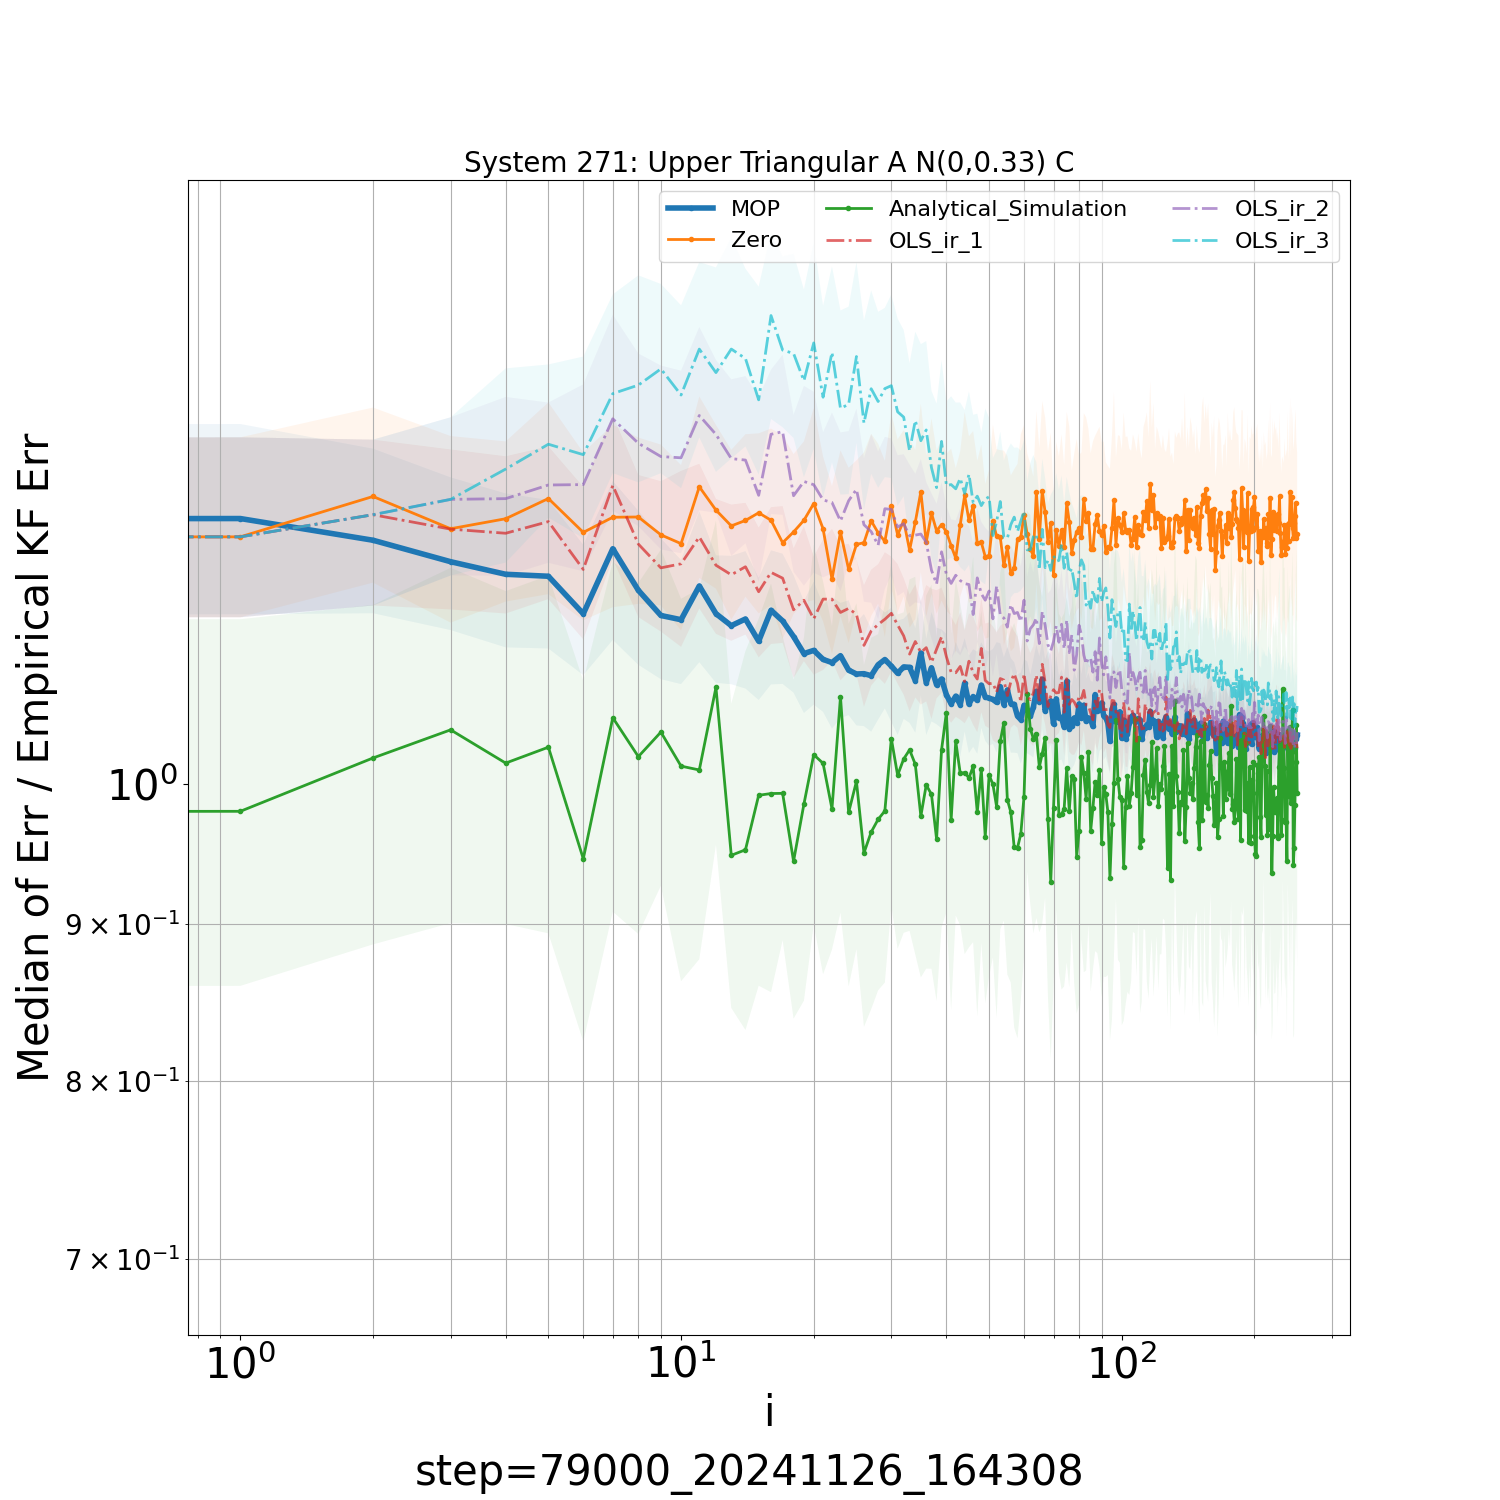 System 271: Upper Triangular A N(0,0.33) C
MOP
Zero
Analytical_Simulation
OLS_ir_1
OLS_ir_2
OLS_ir_3
Median of Err / Empirical KF Err
10⁰
9 × 10⁻¹
8 × 10⁻¹
7 × 10⁻¹
10⁰ 10¹ 10²
i
step=79000_20241126_164308